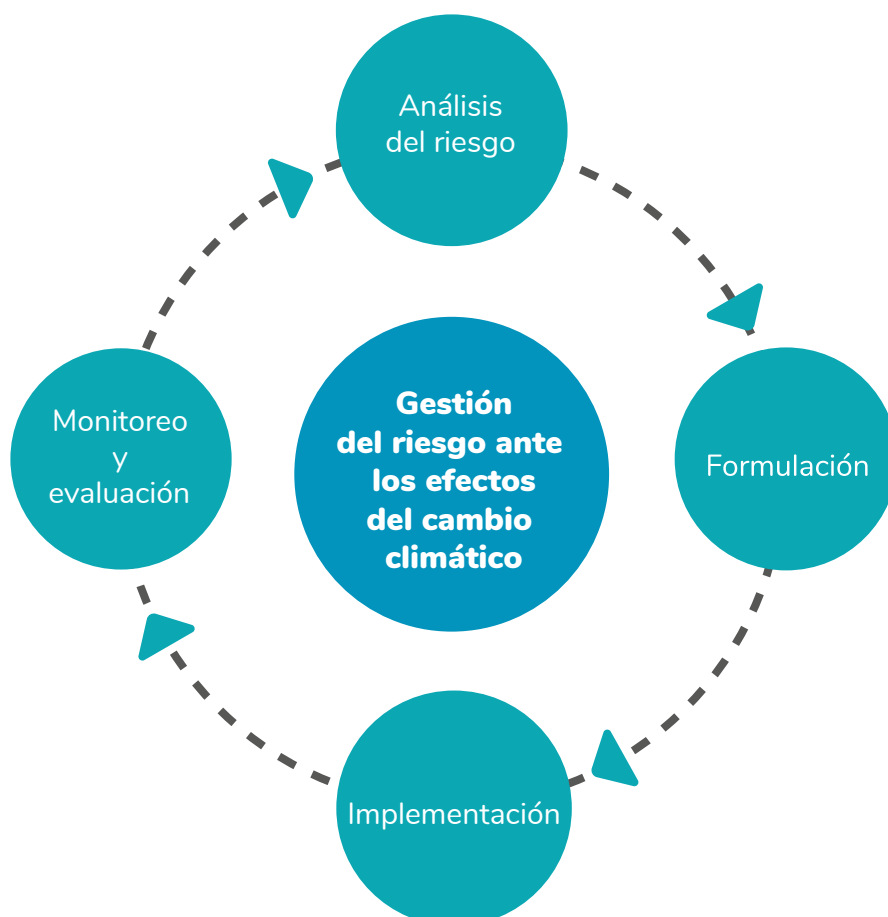 Análisis
del riesgo
Gestión
del riesgo ante
los efectos
del cambio
climático
Monitoreo
y
evaluación
Formulación
Implementación